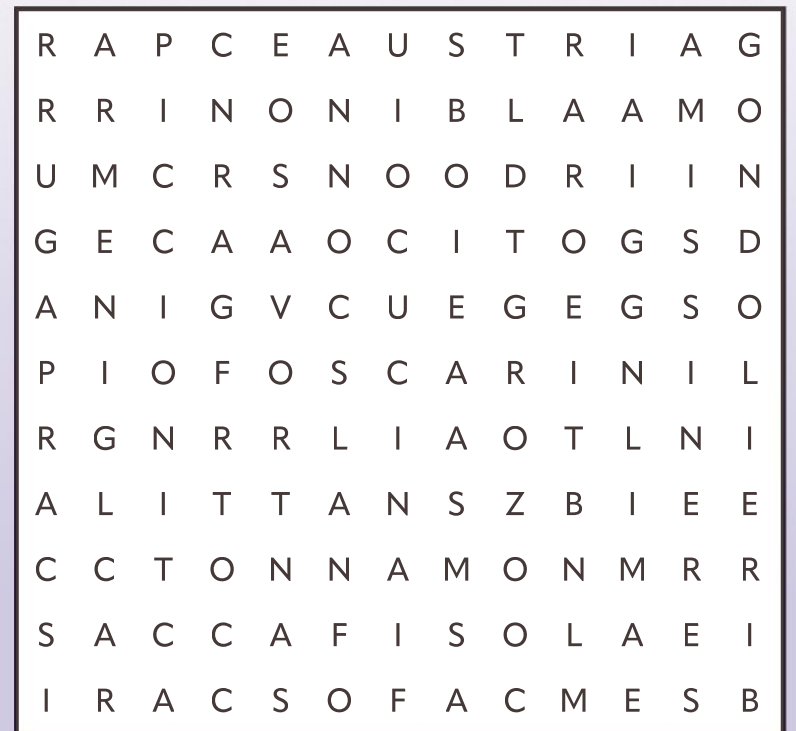 R A P C E A U S T R I A G
R R I N O N I B L A A M O
U M C R S N O O D R I I N
G E C A A O C I T O G S D
A N I G V C U E G E G S O
P I O F O S C A R I N I L
R G N R R L I A O T L N I
A L I T T A N S Z B I E E
C C T O N N A M O N M R R
S A C C A F I S O L A E I
I R A C S O F A C M E S B